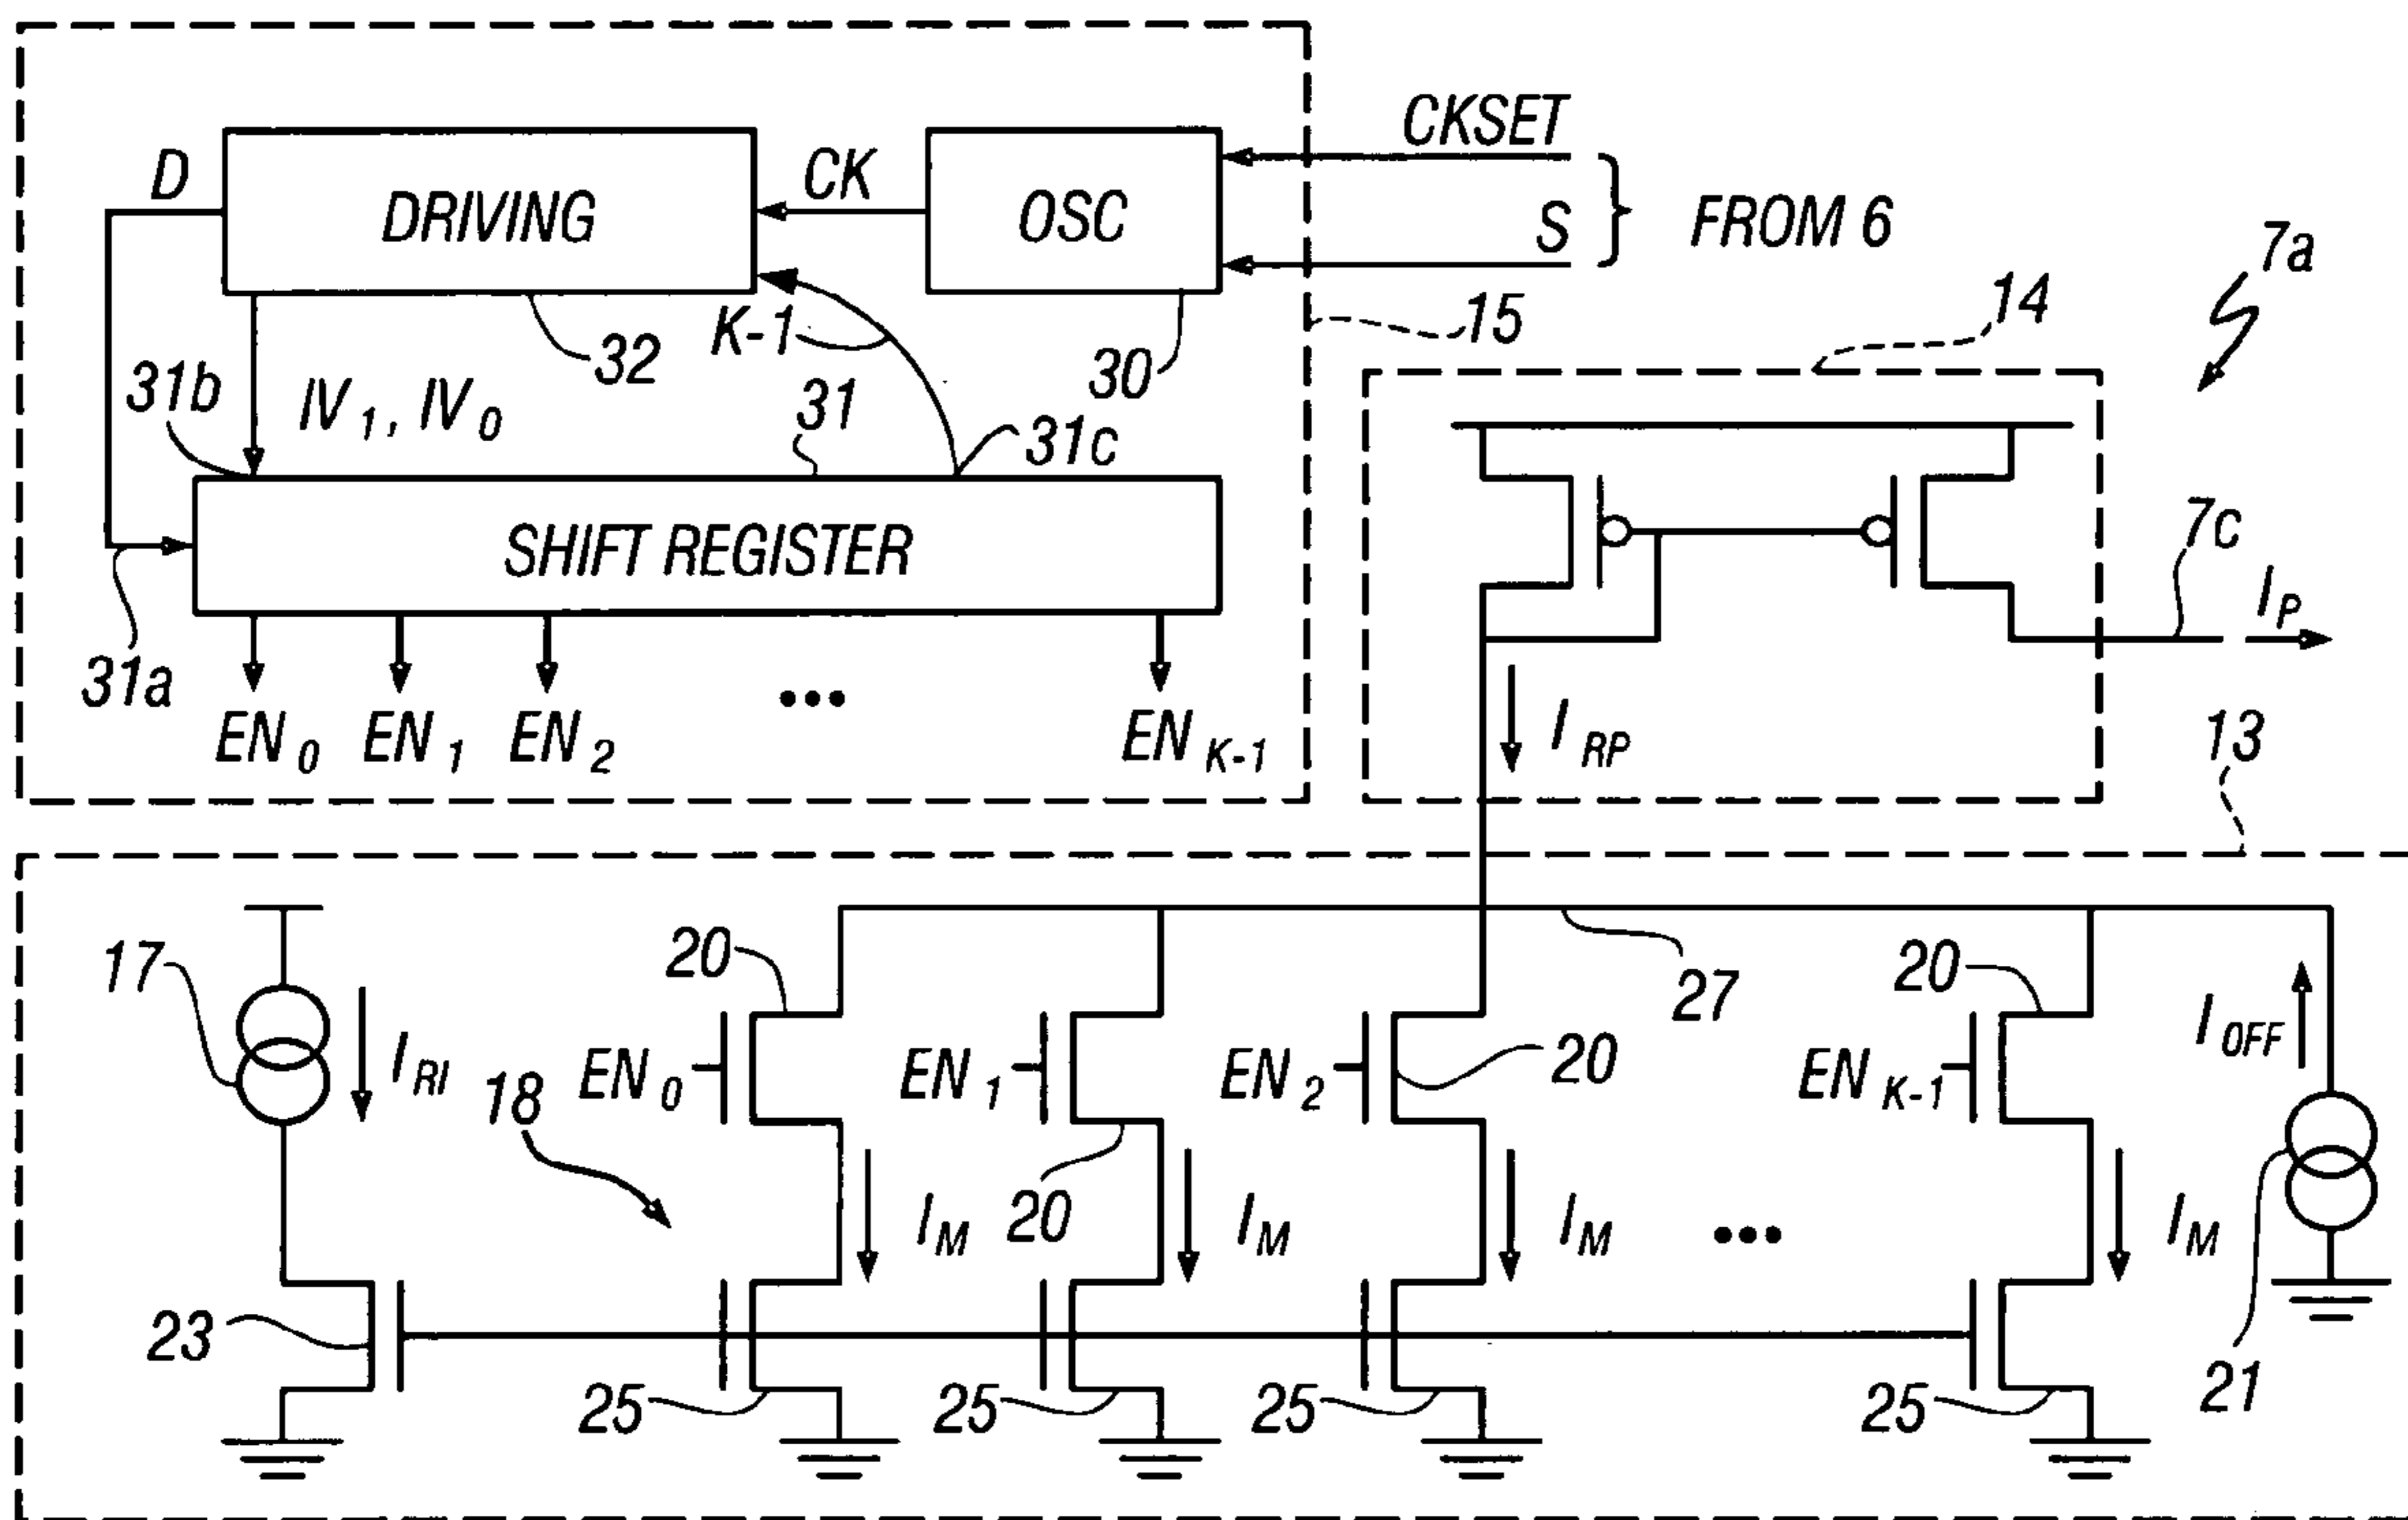 CKSET
D
DRIVING
CK
OSC
S
FROM 6
7a
14
15
K-1
32
30
31b
IV 1, IV 0
31
31c
SHIFT REGISTER
7c
I P
31a
EN 0 EN 1 EN 2 ••• EN K-1
I RP
13
17
20
27
20
I RI
18
EN 0
EN 1
EN 2
20
EN K-1
I OFF
20
I M
I M
I M
•••
I M
23
25
25
25
25
21